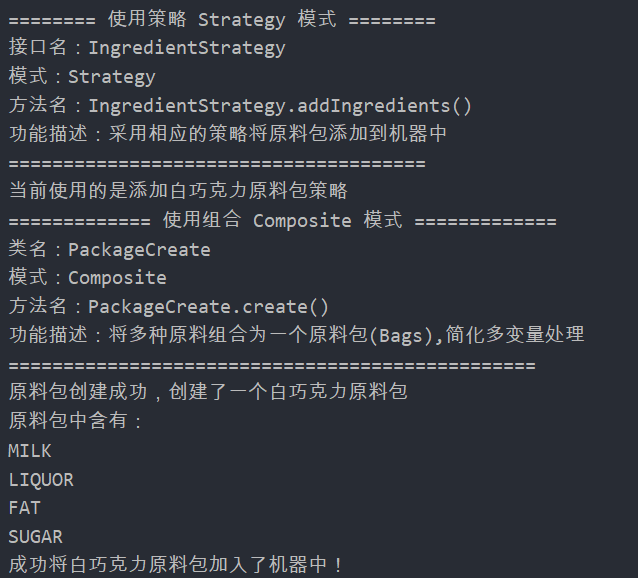 ======== 使用策略 Strategy 模式 ========
接口名：IngredientStrategy
模式：Strategy
方法名：IngredientStrategy.addIngredients()
功能描述：采用相应的策略将原料包添加到机器中
======================================
当前使用的是添加白巧克力原料包策略
============= 使用组合 Composite 模式 =============
类名：PackageCreate
模式：Composite
方法名：PackageCreate.create()
功能描述：将多种原料组合为一个原料包(Bags),简化多变量处理
================================================
原料包创建成功，创建了一个白巧克力原料包
原料包中含有：
MILK
LIQUOR
FAT
SUGAR
成功将白巧克力原料包加入了机器中！